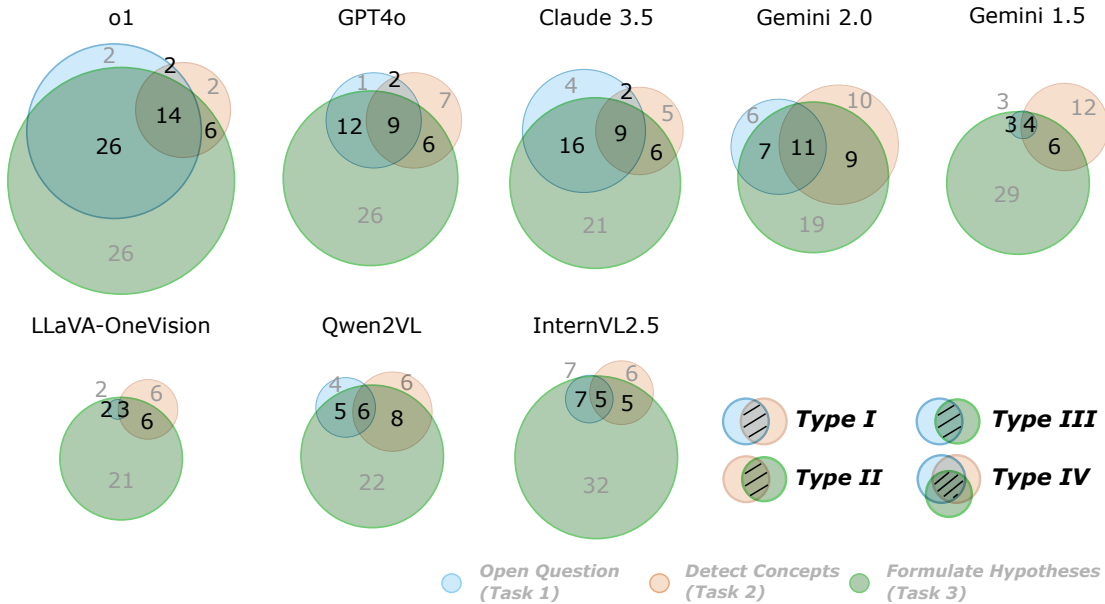 o1
GPT4o
Claude 3.5
Gemini 2.0
Gemini 1.5
2
2
2
14
26
6
26
1
2
7
12
9
6
26
4
2
5
16
9
6
21
6
10
7
11
9
19
3
12
3
4
6
29
LLaVA-OneVision
Qwen2VL
InternVL2.5
2
6
2
3
6
21
4
6
5
6
8
22
7
6
7
5
5
32
Type I
Type III
Type II
Type IV
Open Question
(Task 1)
Detect Concepts
(Task 2)
Formulate Hypotheses
(Task 3)